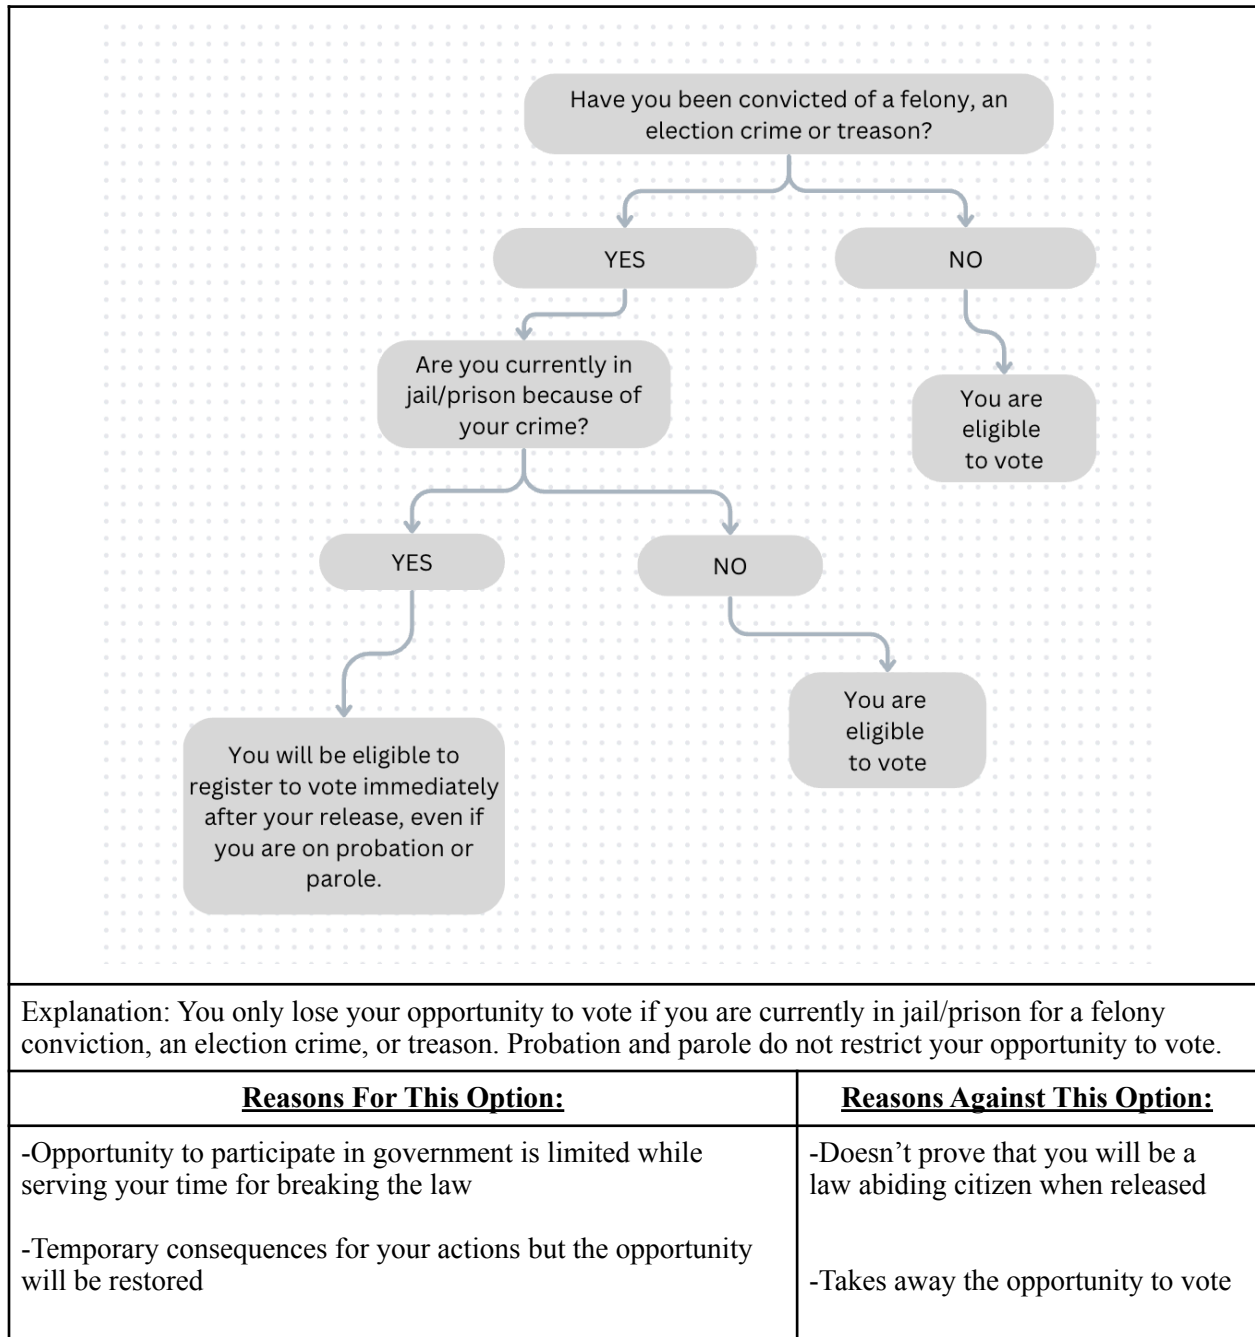 Have you been convicted of a felony, an
election crime or treason?
YES
NO
Are you currently in
jail/prison because of
your crime?
You are
eligible
to vote
YES
NO
You are
eligible
to vote
You will be eligible to
register to vote immediately
after your release, even if
you are on probation or
parole.
Explanation: You only lose your opportunity to vote if you are currently in jail/prison for a felony
conviction, an election crime, or treason. Probation and parole do not restrict your opportunity to vote.
Reasons For This Option:
-Opportunity to participate in government is limited while
serving your time for breaking the law
-Temporary consequences for your actions but the opportunity
will be restored
Reasons Against This Option:
-Doesn’t prove that you will be a
law abiding citizen when released
-Takes away the opportunity to vote